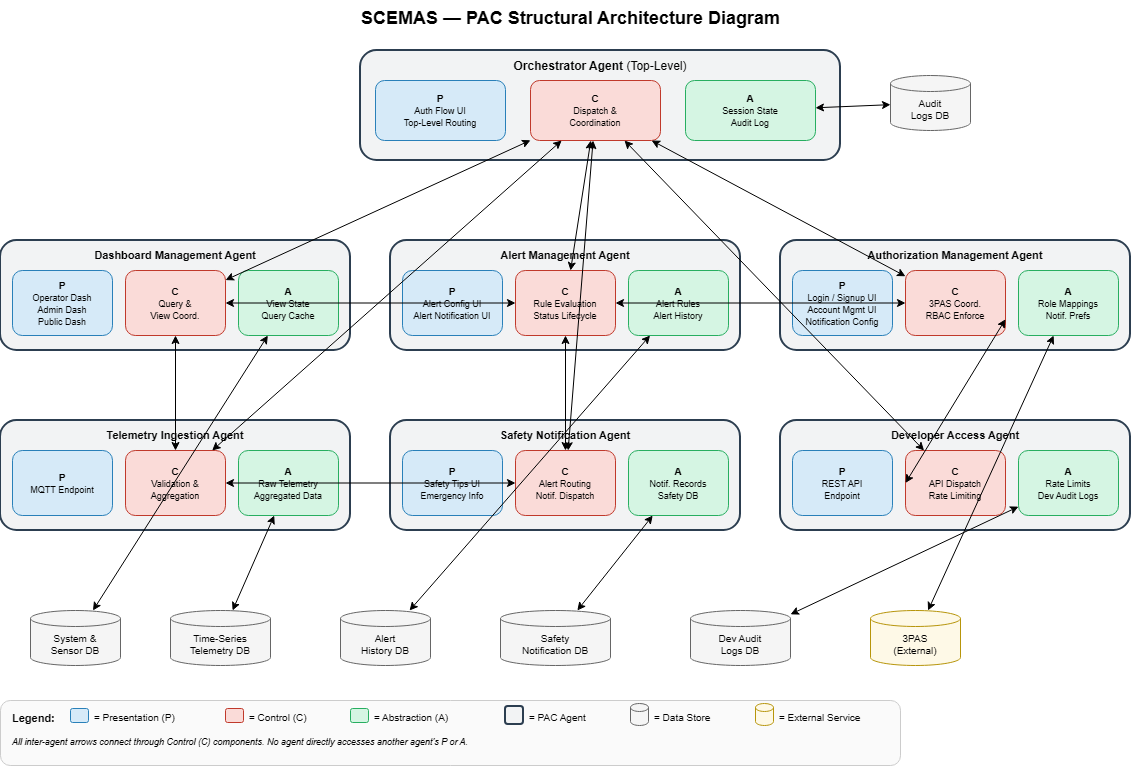 SCEMAS — PAC Structural Architecture Diagram
Orchestrator Agent (Top-Level)
P
Auth Flow UI
Top-Level Routing
C
Dispatch &
Coordination
A
Session State
Audit Log
Audit
Logs DB
Dashboard Management Agent
P
Operator Dash
Admin Dash
Public Dash
C
Query &
View Coord.
A
View State
Query Cache
Alert Management Agent
P
Alert Config UI
Alert Notification UI
C
Rule Evaluation
Status Lifecycle
A
Alert Rules
Alert History
Authorization Management Agent
P
Login / Signup UI
Account Mgmt UI
Notification Config
C
3PAS Coord.
RBAC Enforce
A
Role Mappings
Notif. Prefs
Telemetry Ingestion Agent
P
MQTT Endpoint
C
Validation &
Aggregation
A
Raw Telemetry
Aggregated Data
Safety Notification Agent
P
Safety Tips UI
Emergency Info
C
Alert Routing
Notif. Dispatch
A
Notif. Records
Safety DB
Developer Access Agent
P
REST API
Endpoint
C
API Dispatch
Rate Limiting
A
Rate Limits
Dev Audit Logs
System &
Sensor DB
Time-Series
Telemetry DB
Alert
History DB
Safety
Notification DB
Dev Audit
Logs DB
3PAS
(External)
Legend:
= Presentation (P)
= Control (C)
= Abstraction (A)
= PAC Agent
= Data Store
= External Service
All inter-agent arrows connect through Control (C) components. No agent directly accesses another agent's P or A.